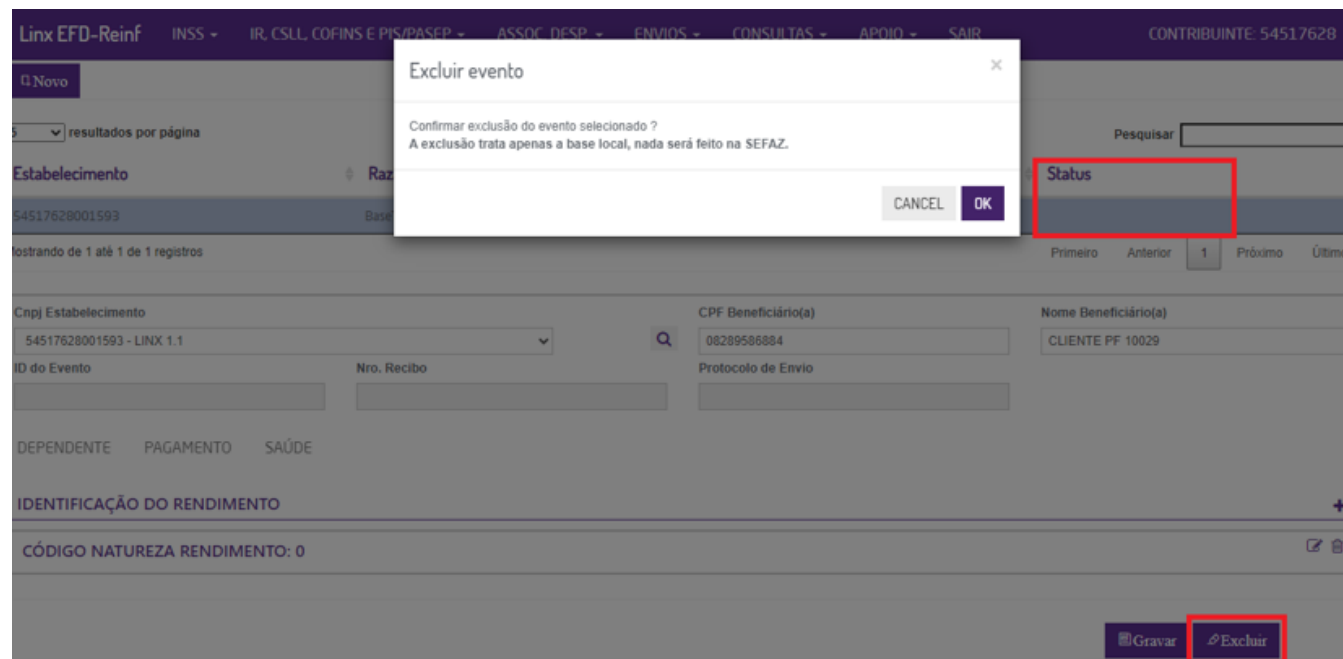 Linx EFD-Reinf INSS IR, CSLL, COFINS E PIS/PASEP ASSOC. DESP. ENVIOS CONSULTAS APOIO SAIR CONTRIBUINTE: 54517628
Novo
Excluir evento ×
5 resultados por página
Confirmar exclusão do evento selecionado ?
A exclusão trata apenas a base local, nada será feito na SEFAZ.
Pesquisar
Estabelecimento Status
CANCEL OK
54517628001593
Mostrando de 1 até 1 de 1 registros
Primeiro Anterior 1 Próximo
Cnpj Estabelecimento CPF Beneficiário(a) Nome Beneficiário(a)
54517628001593 - LINX 1.1 08289586884 CLIENTE PF 10029
ID do Evento Nro. Recibo Protocolo de Envio
DEPENDENTE PAGAMENTO SAÚDE
IDENTIFICAÇÃO DO RENDIMENTO +
CÓDIGO NATUREZA RENDIMENTO: 0
Gravar Excluir